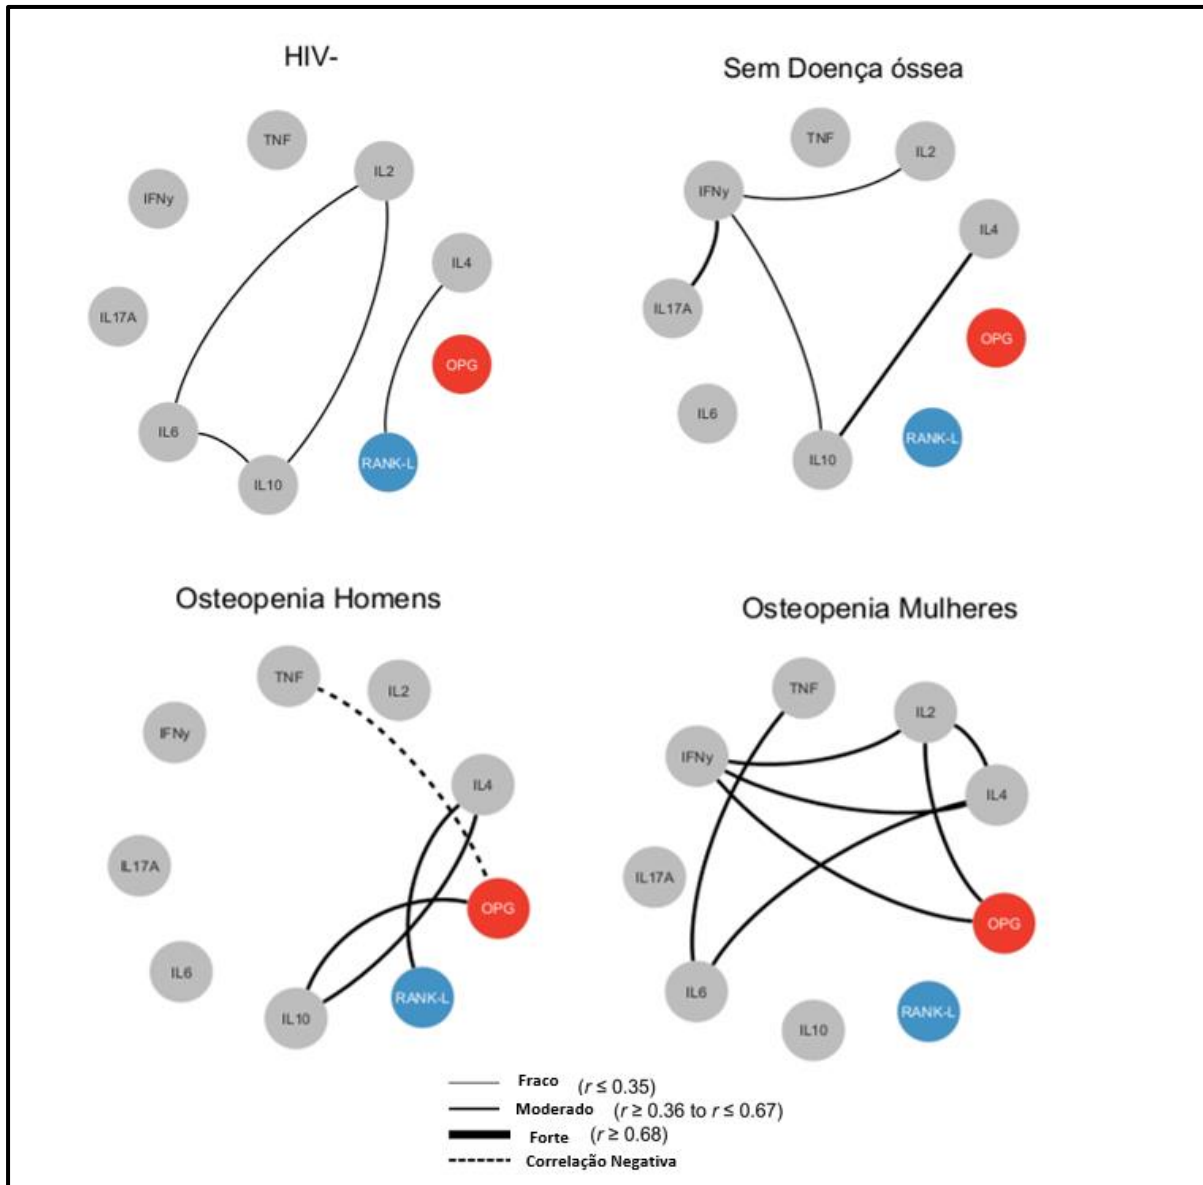 HIV-
TNF
IL2
IFNy
IL4
IL17A
OPG
IL6
RANK-L
IL10
Sem Doença óssea
TNF
IL2
IFNy
IL4
IL17A
OPG
IL6
RANK-L
IL10
Osteopenia Homens
TNF
IL2
IFNy
IL4
IL17A
OPG
IL6
RANK-L
IL10
Osteopenia Mulheres
TNF
IL2
IFNy
IL4
IL17A
OPG
IL6
RANK-L
IL10
Fraco (r ≤ 0.35)
Moderado (r ≥ 0.36 to r ≤ 0.67)
Forte (r ≥ 0.68)
Correlação Negativa